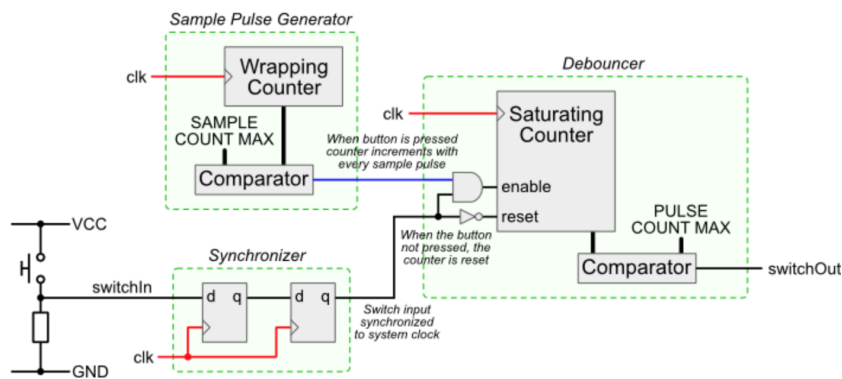 Sample Pulse Generator
clk
Wrapping
Counter
SAMPLE
COUNT MAX
Comparator
When button is pressed
counter increments with
every sample pulse
Debouncer
clk
Saturating
Counter
enable
reset
When the button
not pressed, the
counter is reset
PULSE
COUNT MAX
Comparator
switchOut
VCC
switchIn
GND
Synchronizer
d q
d q
clk
Switch input
synchronized
to system clock